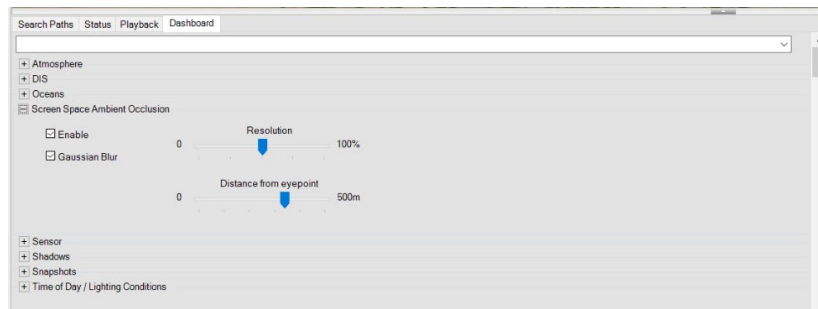 Search Paths Status Playback Dashboard
Atmosphere
DIS
Oceans
Screen Space Ambient Occlusion
Enable
Resolution
0 100%
Gaussian Blur
Distance from eyepoint
0 500m
Sensor
Shadows
Snapshots
Time of Day / Lighting Conditions